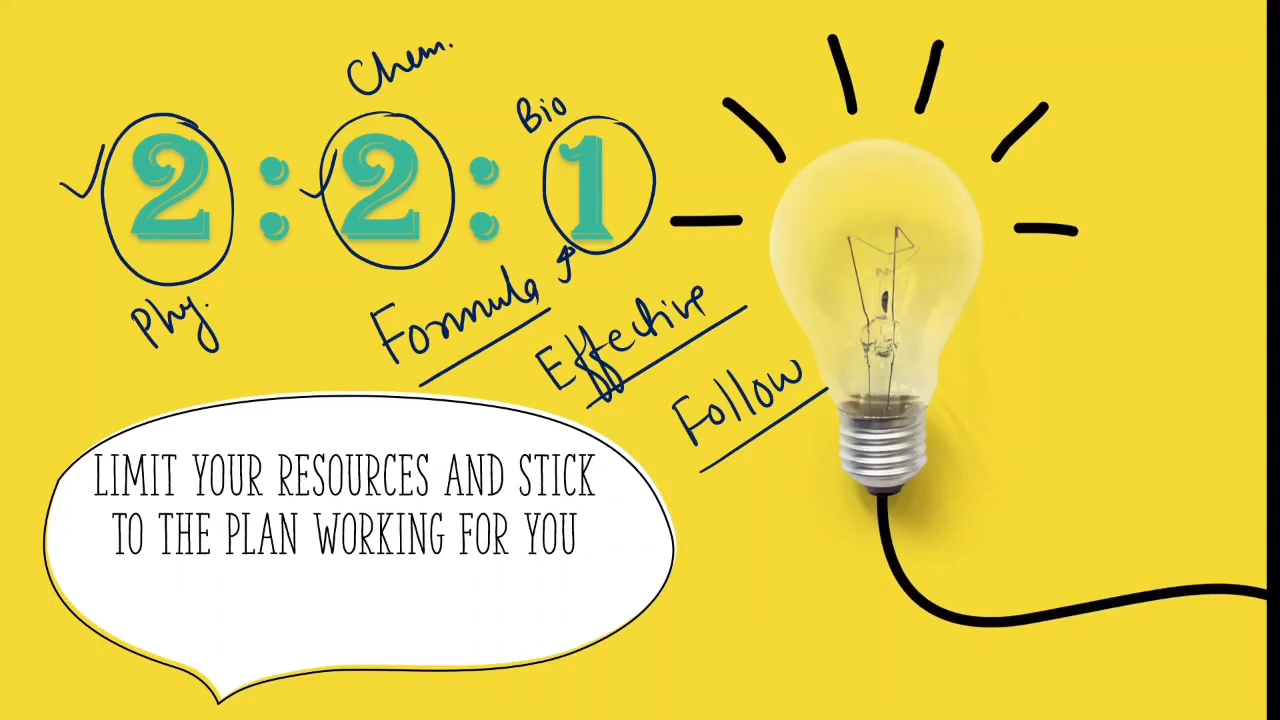 Chem.
Bio
2 : 2 : 1
Phy.
Formula
Effective
Follow
LIMIT YOUR RESOURCES AND STICK
TO THE PLAN WORKING FOR YOU